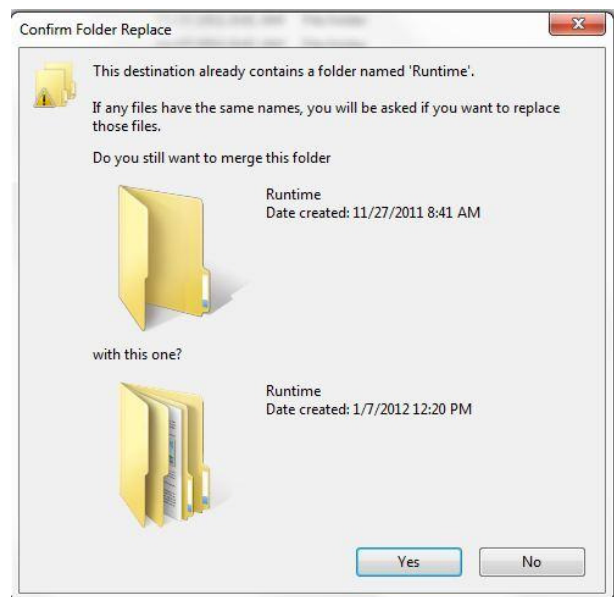 Confirm Folder Replace
This destination already contains a folder named 'Runtime'.
If any files have the same names, you will be asked if you want to replace
those files.
Do you still want to merge this folder
Runtime
Date created: 11/27/2011 8:41 AM
with this one?
Runtime
Date created: 1/7/2012 12:20 PM
Yes
No